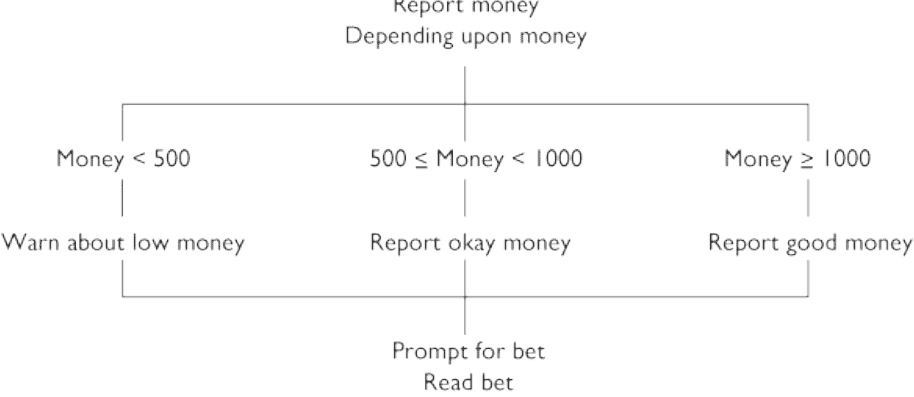 Report money
Depending upon money
Money < 500
500 ≤ Money < 1000
Money ≥ 1000
Warn about low money
Report okay money
Report good money
Prompt for bet
Read bet